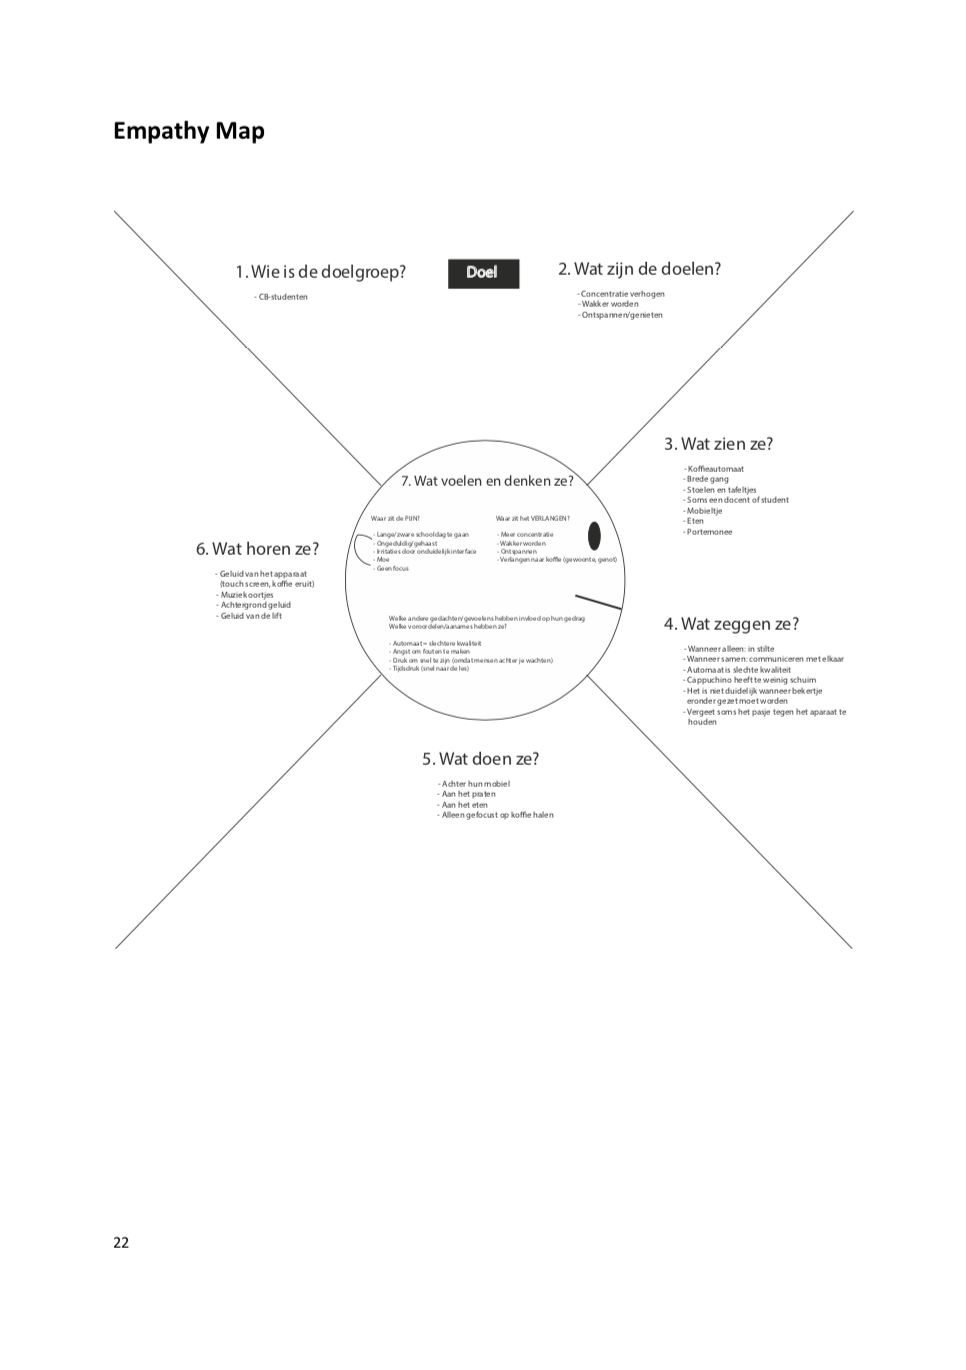 Empathy Map
1. Wie is de doelgroep?
- CB-studenten
Doel
2. Wat zijn de doelen?
- Concentratie verhogen
- Wakker worden
- Ontspannen/genieten
3. Wat zien ze?
- Koffieautomaat
- Brede gang
- Stoelen en tafeltjes
- Soms een docent of student
- Mobieltje
- Eten
- Portemonee
4. Wat zeggen ze?
- Wanneer alleen: in stilte
- Wanneer samen: communiceren met elkaar
- Automaat is slechte kwaliteit
- Cappuchino heeft te weinig schuim
- Het is niet duidelijk wanneer bekertje
eronder gezet moet worden
- Vergeet soms het pasje tegen het aparaat te
houden
5. Wat doen ze?
- Achter hun mobiel
- Aan het praten
- Aan het eten
- Alleen gefocust op koffie halen
6. Wat horen ze?
- Geluid van het apparaat
(touch screen, koffie eruit)
- Muziekoortjes
- Achtergrond geluid
- Geluid van de lift
7. Wat voelen en denken ze?
Waar zit de PIJN?
- Lange/zware schooldag te gaan
- Ongeduldig/gehaast
- Irritaties door onduidelijk interface
- Moe
- Geen focus
Waar zit het VERLANGEN?
- Meer concentratie
- Wakker worden
- Ontspannen
- Verlangen naar koffie (gewoonte, genot)
Welke andere gedachten/gevoelens hebben invloed op hun gedrag
Welke vooroordelen/aanames hebben ze?
- Automaat = slechtere kwaliteit
- Angst om fouten te maken
- Druk om snel te zijn (omdat mensen achter je wachten)
- Tijdsdruk (snel naar de les)
22